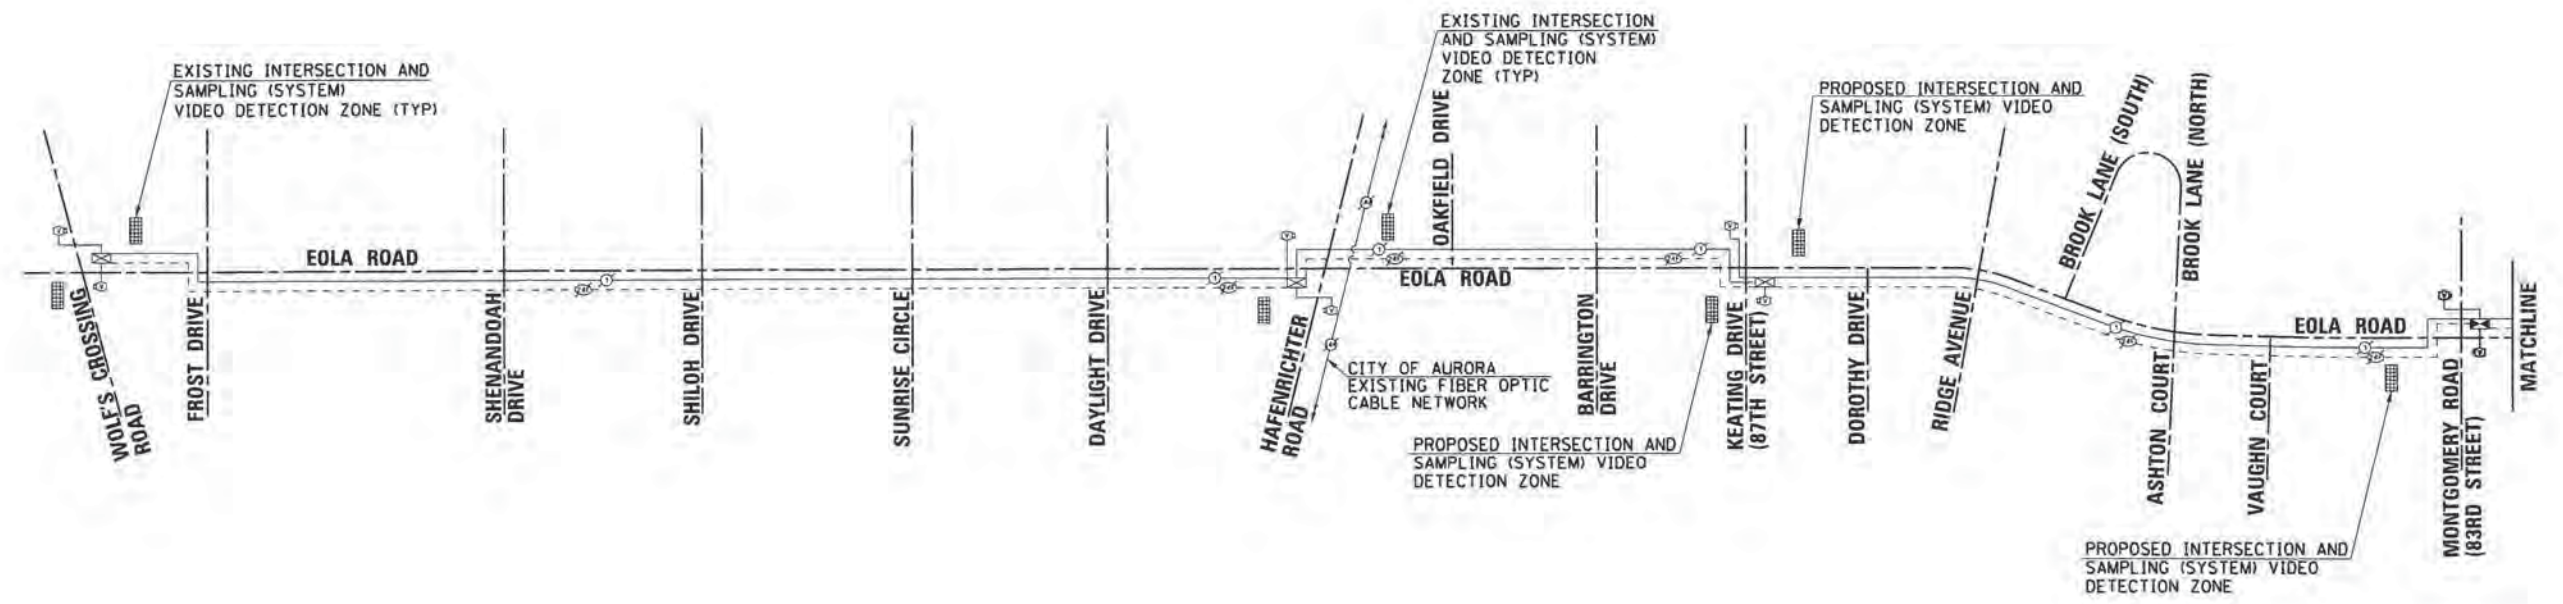 EXISTING INTERSECTION AND
SAMPLING (SYSTEM)
VIDEO DETECTION ZONE (TYP)
EXISTING INTERSECTION
AND SAMPLING (SYSTEM)
VIDEO DETECTION
ZONE (TYP)
PROPOSED INTERSECTION AND
SAMPLING (SYSTEM) VIDEO
DETECTION ZONE
OAKFIELD DRIVE
BROOK LANE (SOUTH)
BROOK LANE (NORTH)
EOLA ROAD
EOLA ROAD
EOLA ROAD
WOLF'S CROSSING
ROAD
FROST DRIVE
SHENANDOAH
DRIVE
SHILOH DRIVE
SUNRISE CIRCLE
DAYLIGHT DRIVE
HAFENRICHTER
ROAD
CITY OF AURORA
EXISTING FIBER OPTIC
CABLE NETWORK
BARRINGTON
DRIVE
PROPOSED INTERSECTION AND
SAMPLING (SYSTEM) VIDEO
DETECTION ZONE
KEATING DRIVE
(87TH STREET)
DOROTHY DRIVE
RIDGE AVENUE
ASHTON COURT
VAUGHN COURT
PROPOSED INTERSECTION AND
SAMPLING (SYSTEM) VIDEO
DETECTION ZONE
MONTGOMERY ROAD
(83RD STREET)
MATCHLINE